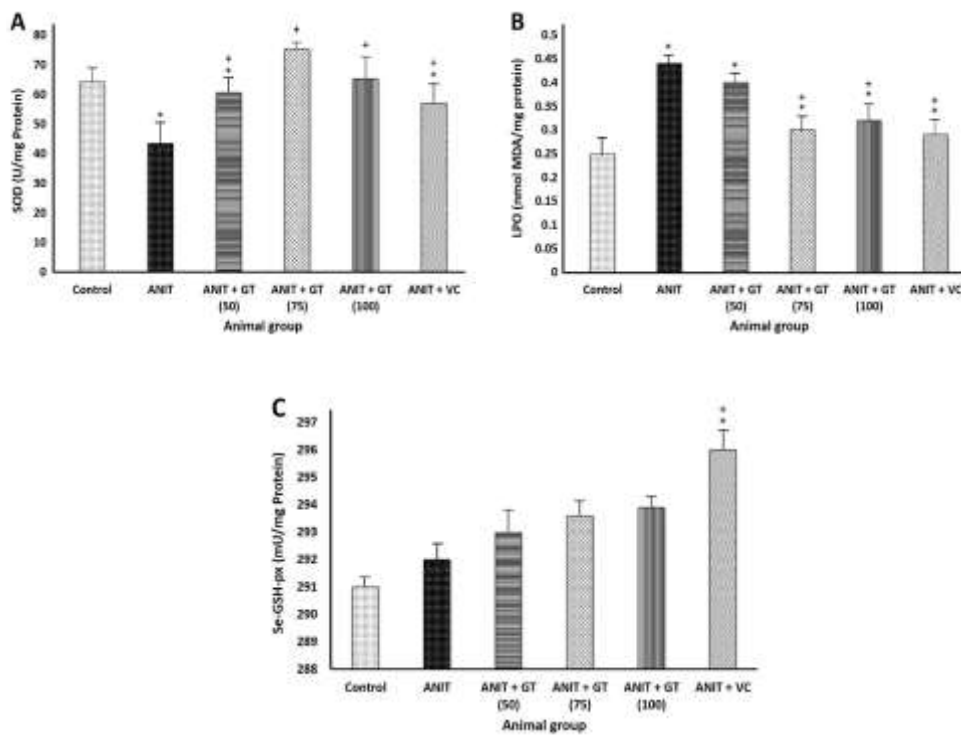 A
SOD (U/mg Protein)
80
70
60
50
40
30
20
10
0
+
*
+
*
+
+
+
*
Control
ANIT
ANIT + GT
(50)
ANIT + GT
(75)
ANIT + GT
(100)
ANIT + VC
Animal group
B
LPO (nmol MDA/mg protein)
0.5
0.45
0.4
0.35
0.3
0.25
0.2
0.15
0.1
0.05
0
*
*
+
*
+
*
+
*
Control
ANIT
ANIT + GT
(50)
ANIT + GT
(75)
ANIT + GT
(100)
ANIT + VC
Animal group
C
Se-GSH-px (mU/mg Protein)
297
296
295
294
293
292
291
290
289
288
+
*
Control
ANIT
ANIT + GT
(50)
ANIT + GT
(75)
ANIT + GT
(100)
ANIT + VC
Animal group